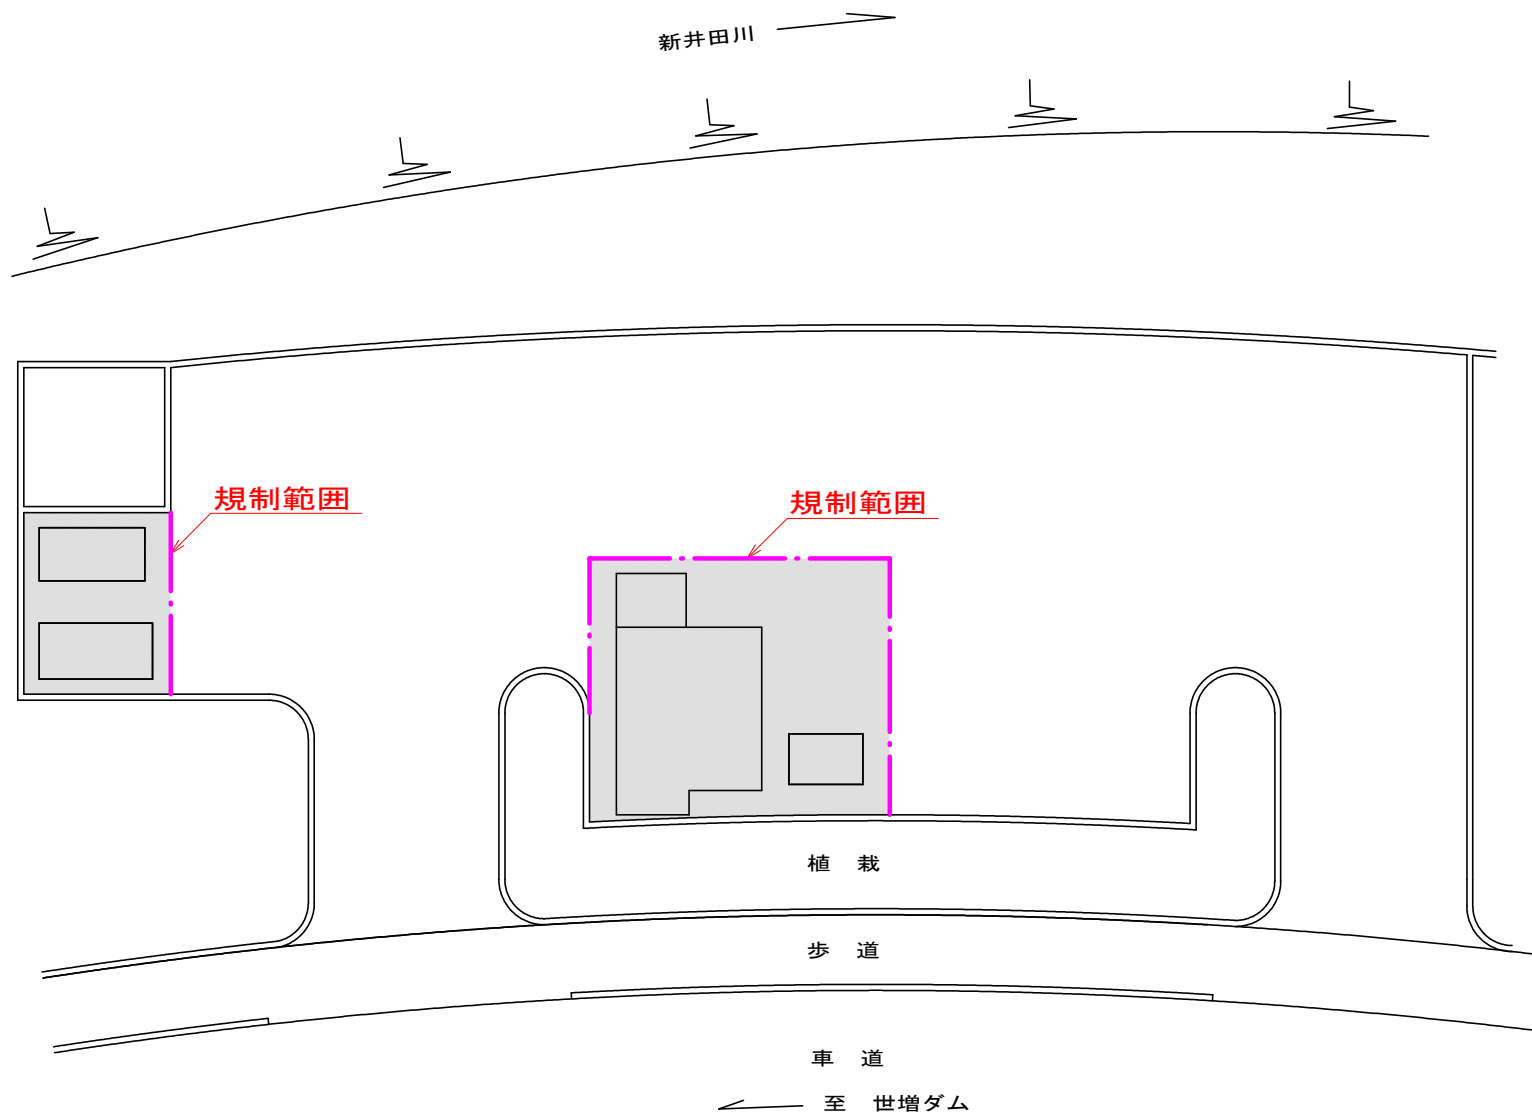 新井田川
規制範囲
規制範囲
植　栽
歩　道
車　道
至　世増ダム